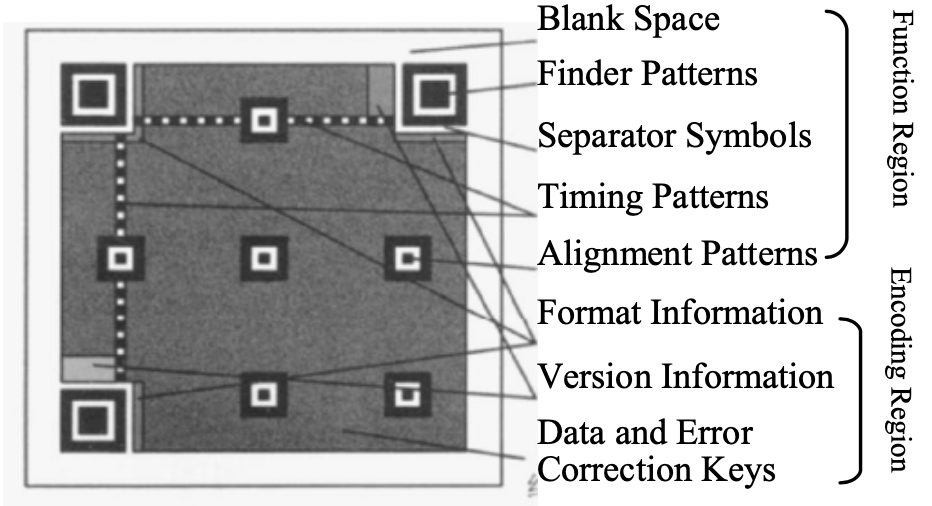 Blank Space
Finder Patterns
Separator Symbols
Timing Patterns
Alignment Patterns
Format Information
Version Information
Data and Error
Correction Keys
Function Region
Encoding Region